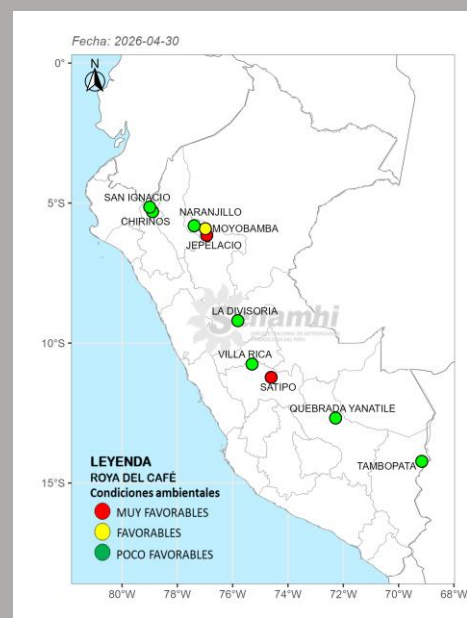 Fecha: 2026-04-30
N
0°
5°S
10°S
15°S
SAN IGNACIO
CHIRINOS
NARANJILLO
MOYOBAMBA
JEPELACIO
LA DIVISORIA
Senamhi
VILLA RICA
SATIPO
QUEBRADA YANATILE
TAMBOPATA
LEYENDA
ROYA DEL CAFÉ
Condiciones ambientales
MUY FAVORABLES
FAVORABLES
POCO FAVORABLES
80°W 78°W 76°W 74°W 72°W 70°W 68°W